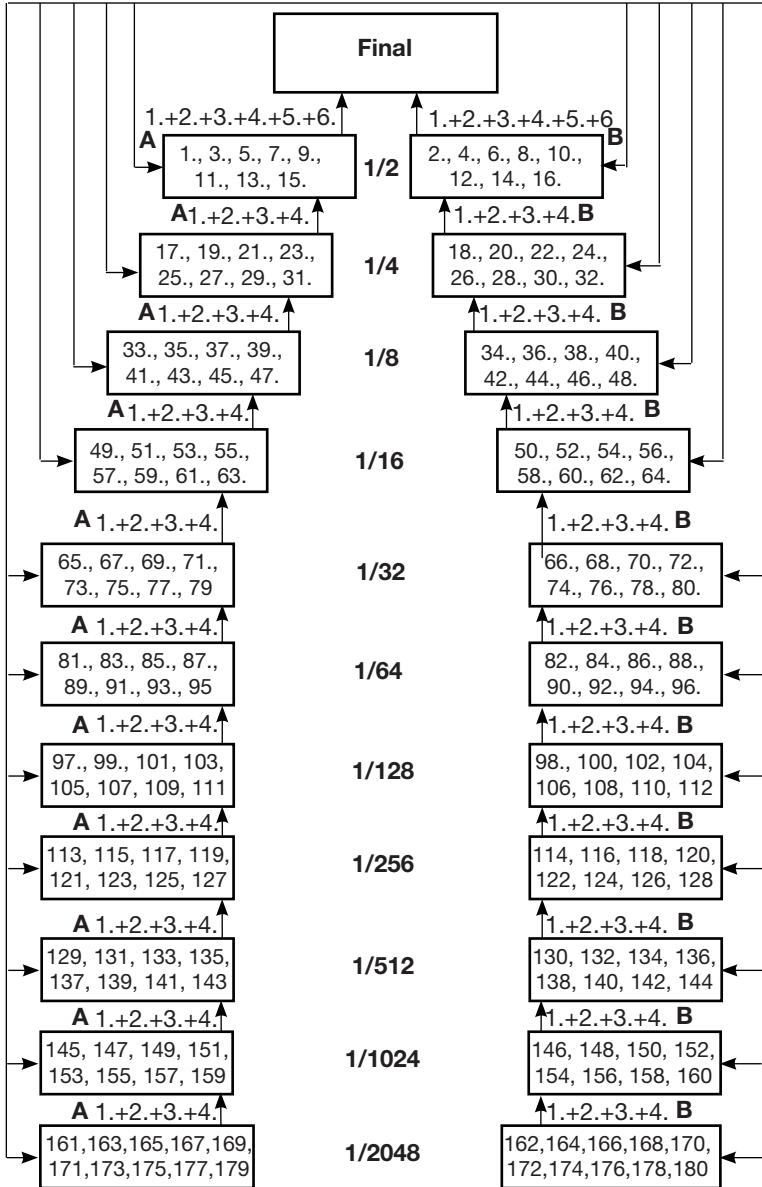 Final
1.+2.+3.+4.+5.+6. 1.+2.+3.+4.+5.+6
A B
1., 3., 5., 7., 9., 2., 4., 6., 8., 10.,
1/2
11., 13., 15. 12., 14., 16.
A 1.+2.+3.+4. 1.+2.+3.+4. B
17., 19., 21., 23., 18., 20., 22., 24.,
1/4
25., 27., 29., 31. 26., 28., 30., 32.
A 1.+2.+3.+4. 1.+2.+3.+4. B
33., 35., 37., 39., 34., 36., 38., 40.,
1/8
41., 43., 45., 47. 42., 44., 46., 48.
A 1.+2.+3.+4. 1.+2.+3.+4. B
49., 51., 53., 55., 50., 52., 54., 56.,
1/16
57., 59., 61., 63. 58., 60., 62., 64.
A 1.+2.+3.+4. 1.+2.+3.+4. B
65., 67., 69., 71., 66., 68., 70., 72.,
1/32
73., 75., 77., 79 74., 76., 78., 80.
A 1.+2.+3.+4. 1.+2.+3.+4. B
81., 83., 85., 87., 82., 84., 86., 88.,
1/64
89., 91., 93., 95 90., 92., 94., 96.
A 1.+2.+3.+4. 1.+2.+3.+4. B
97., 99., 101, 103, 98., 100, 102, 104,
1/128
105, 107, 109, 111 106, 108, 110, 112
A 1.+2.+3.+4. 1.+2.+3.+4. B
113, 115, 117, 119, 114, 116, 118, 120,
1/256
121, 123, 125, 127 122, 124, 126, 128
A 1.+2.+3.+4. 1.+2.+3.+4. B
129, 131, 133, 135, 130, 132, 134, 136,
1/512
137, 139, 141, 143 138, 140, 142, 144
A 1.+2.+3.+4. 1.+2.+3.+4. B
145, 147, 149, 151, 146, 148, 150, 152,
1/1024
153, 155, 157, 159 154, 156, 158, 160
A 1.+2.+3.+4. 1.+2.+3.+4. B
161,163,165,167,169, 162,164,166,168,170,
1/2048
171,173,175,177,179 172,174,176,178,180